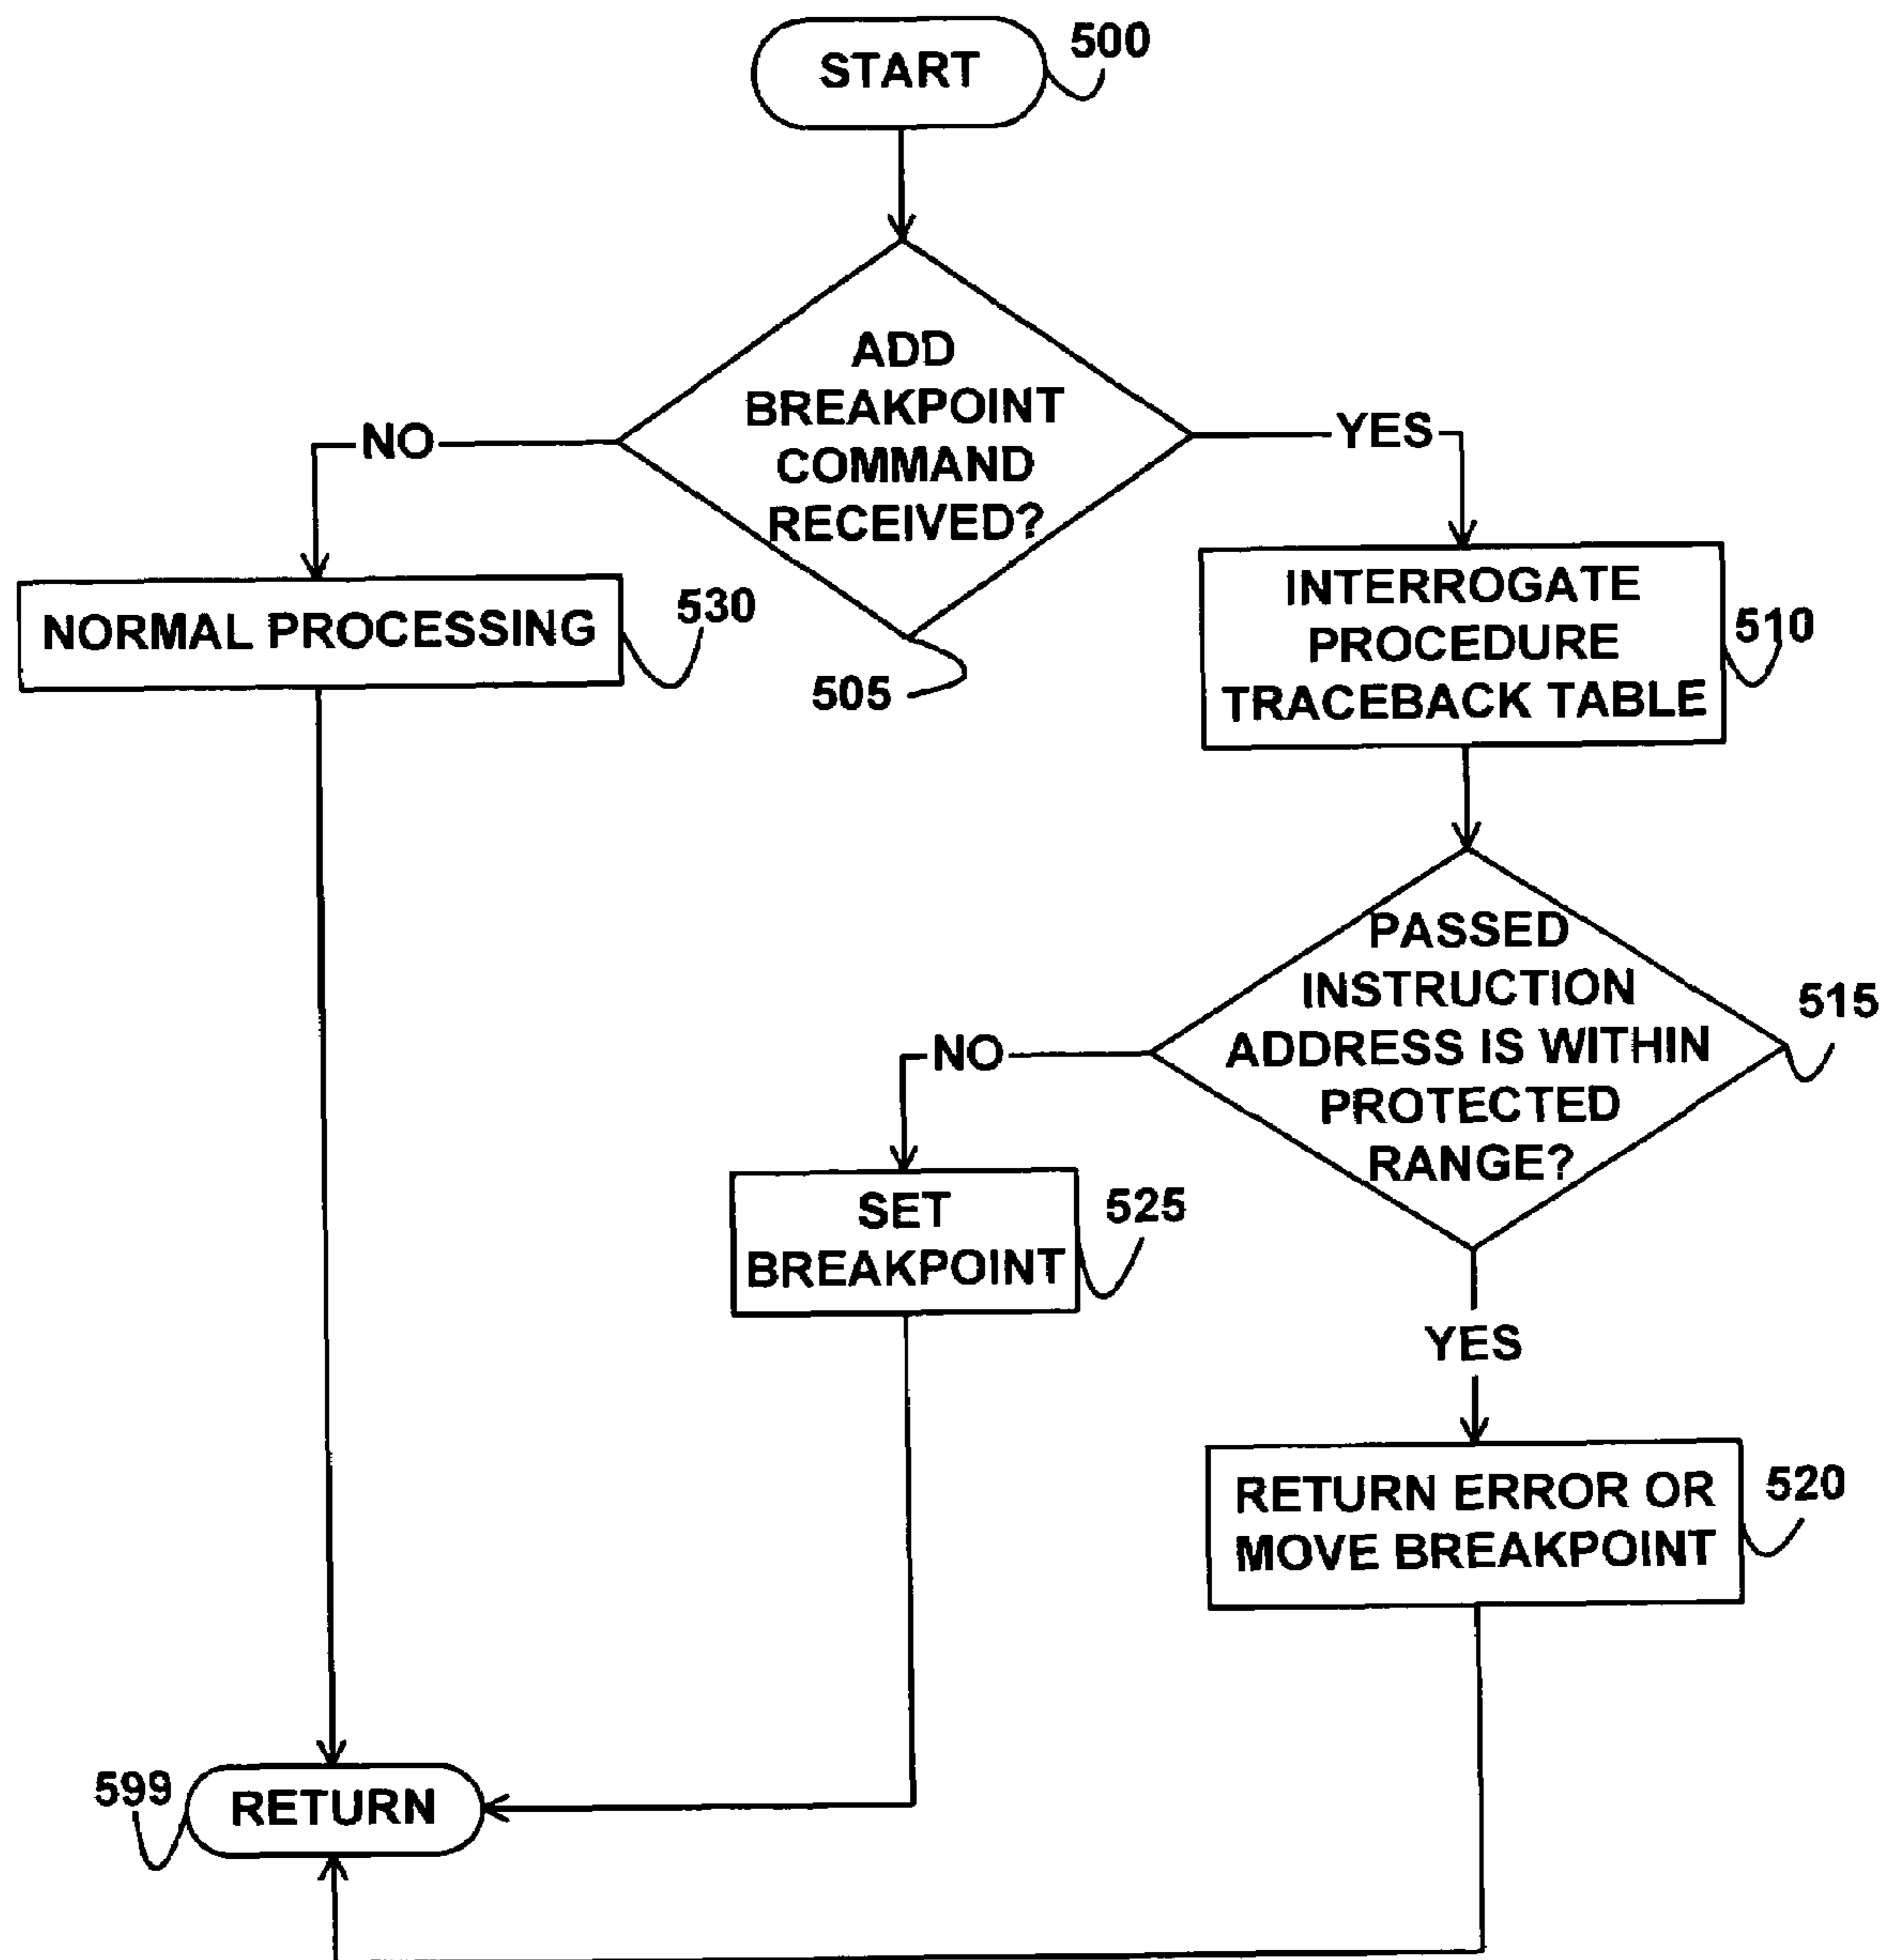 START
500
ADD
BREAKPOINT
COMMAND
RECEIVED?
NO
YES
505
NORMAL PROCESSING
530
INTERROGATE
PROCEDURE
TRACEBACK TABLE
510
PASSED
INSTRUCTION
ADDRESS IS WITHIN
PROTECTED
RANGE?
515
NO
YES
SET
BREAKPOINT
525
RETURN ERROR OR
MOVE BREAKPOINT
520
RETURN
599